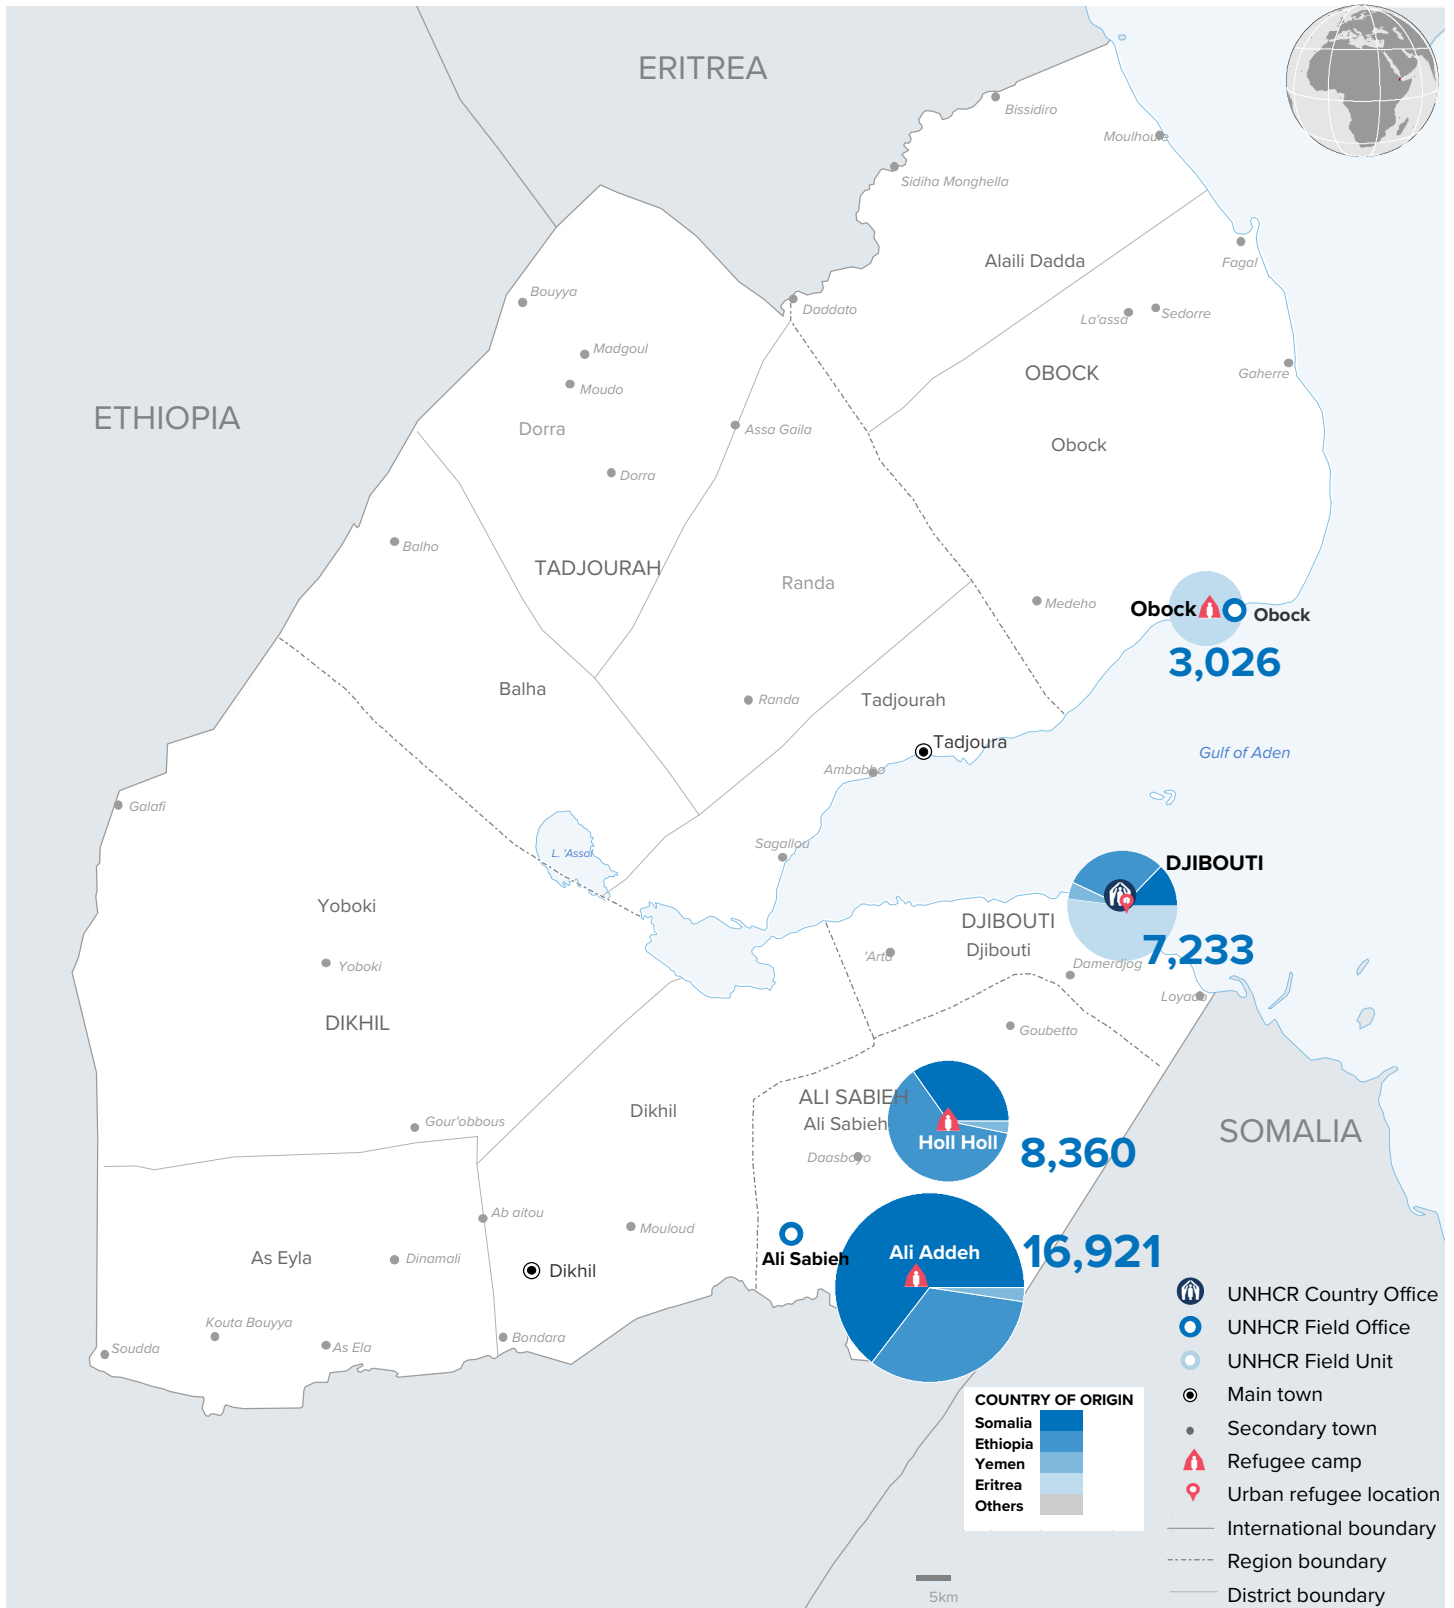 ERITREA
Bissidiro
Moulhoule
Sidiha Monghella
Alaili Dadda
Fagal
Bouyya
Daddato
La'assa
Sedorre
Madgoul
OBOCK
Gaherre
Moudo
ETHIOPIA
Dorra
Assa Gaila
Obock
Dorra
Balho
TADJOURAH
Randa
Medeho
Obock
Obock
3,026
Balha
Randa
Tadjourah
Tadjoura
Gulf of Aden
Ambabbo
Galafi
Sagallou
L. 'Assal
DJIBOUTI
Yoboki
DJIBOUTI
Djibouti
7,233
'Arta
Damerdjog
Yoboki
Loyado
DIKHIL
Goubetto
ALI SABIEH
Dikhil
Ali Sabieh
Gour'obbous
SOMALIA
Holl Holl
8,360
Daasbayo
Ab aitou
Mouloud
As Eyla
Dinamali
Dikhil
Ali Sabieh
Ali Addeh
16,921
Kouta Bouyya
Soudda
As Ela
Bondara
UNHCR Country Office
UNHCR Field Office
UNHCR Field Unit
Main town
Secondary town
Refugee camp
Urban refugee location
International boundary
Region boundary
District boundary
COUNTRY OF ORIGIN
Somalia
Ethiopia
Yemen
Eritrea
Others
5km